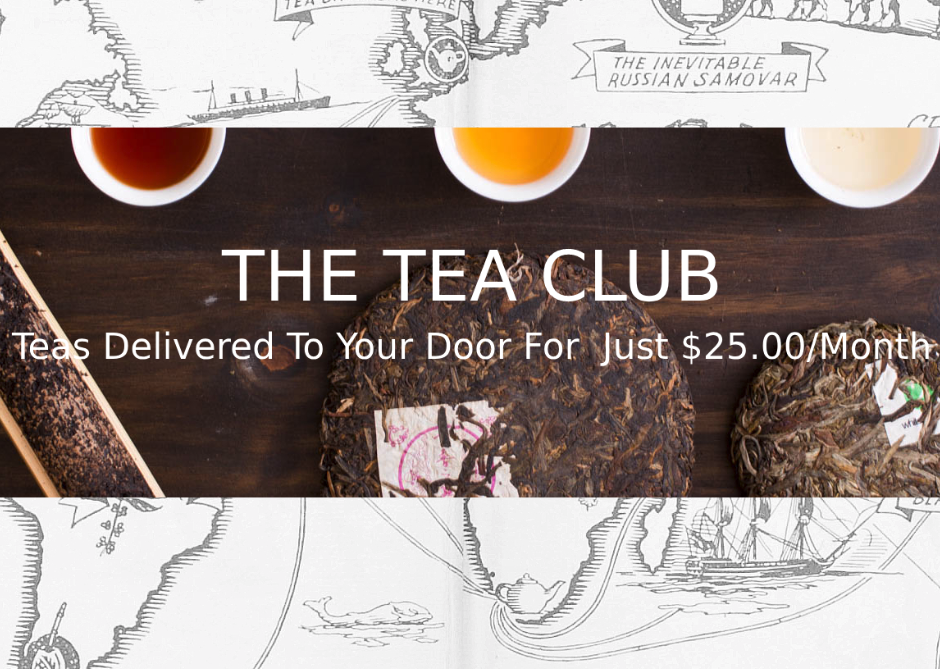 THE INEVITABLE
RUSSIAN SAMOVAR
THE TEA CLUB
Teas Delivered To Your Door For Just $25.00/Month.